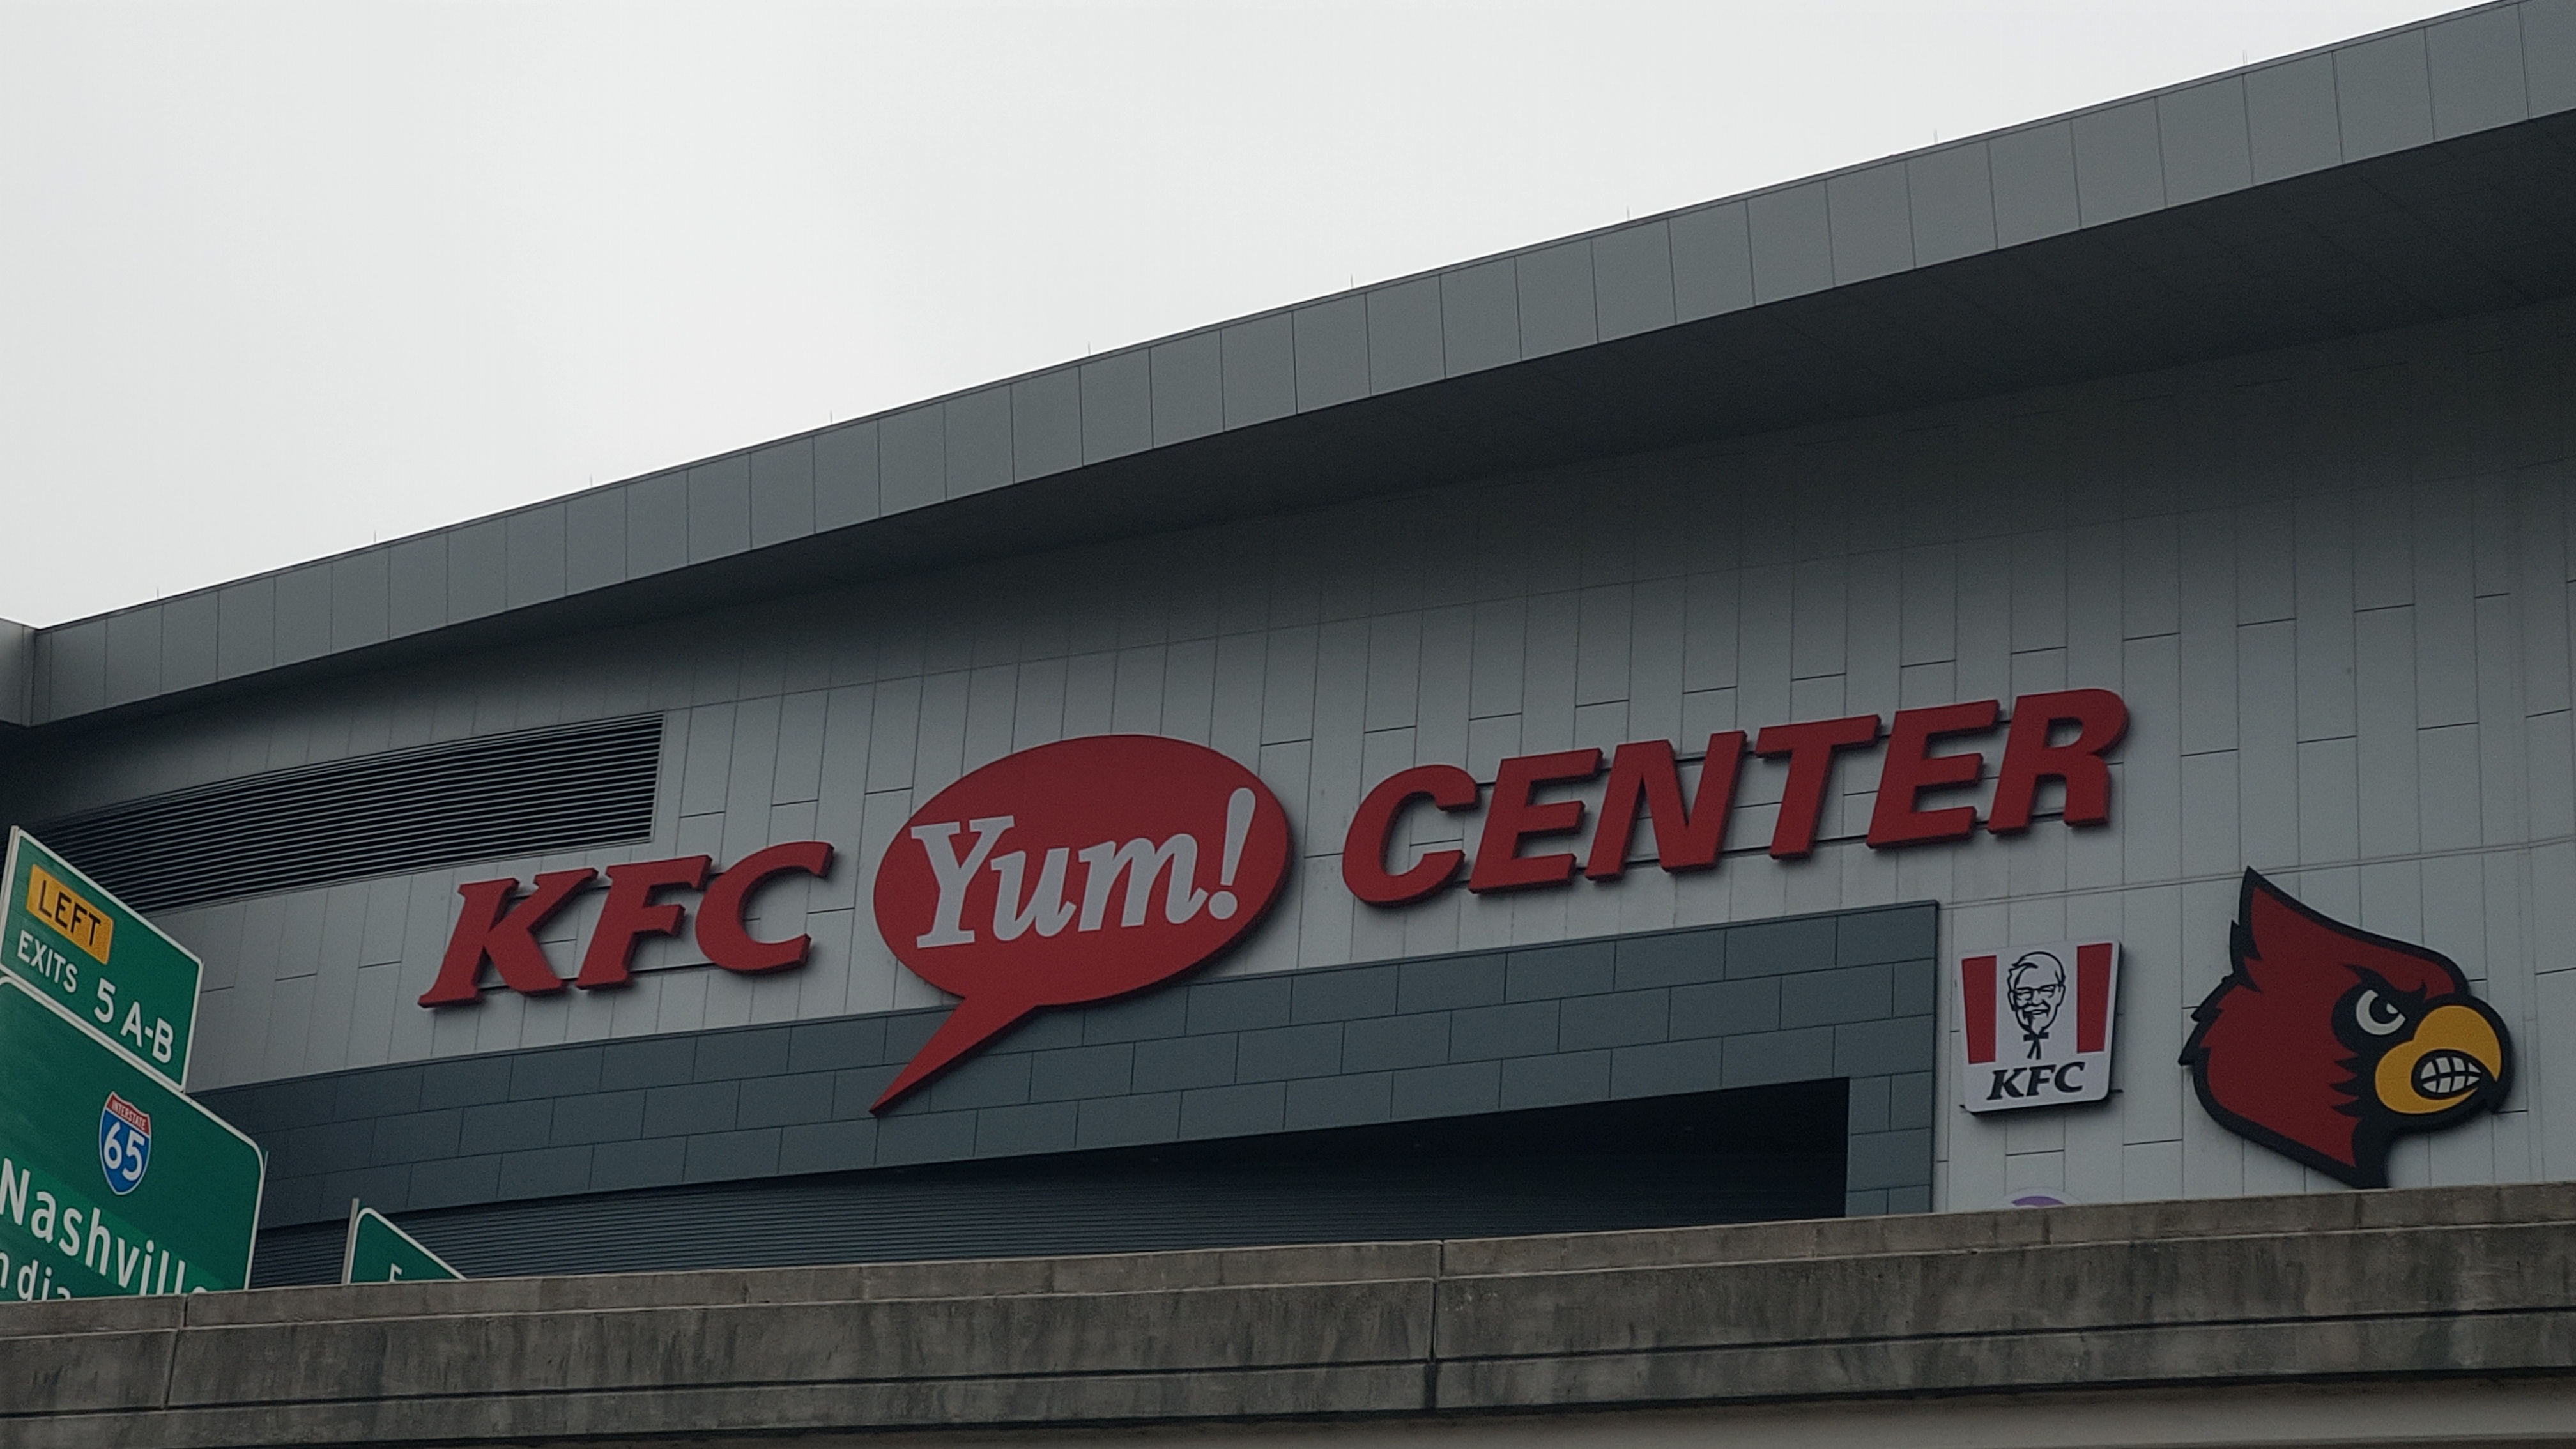 KFC Yum! CENTER
LEFT
EXITS 5 A-B
INTERSTATE
65
Nashville
KFC